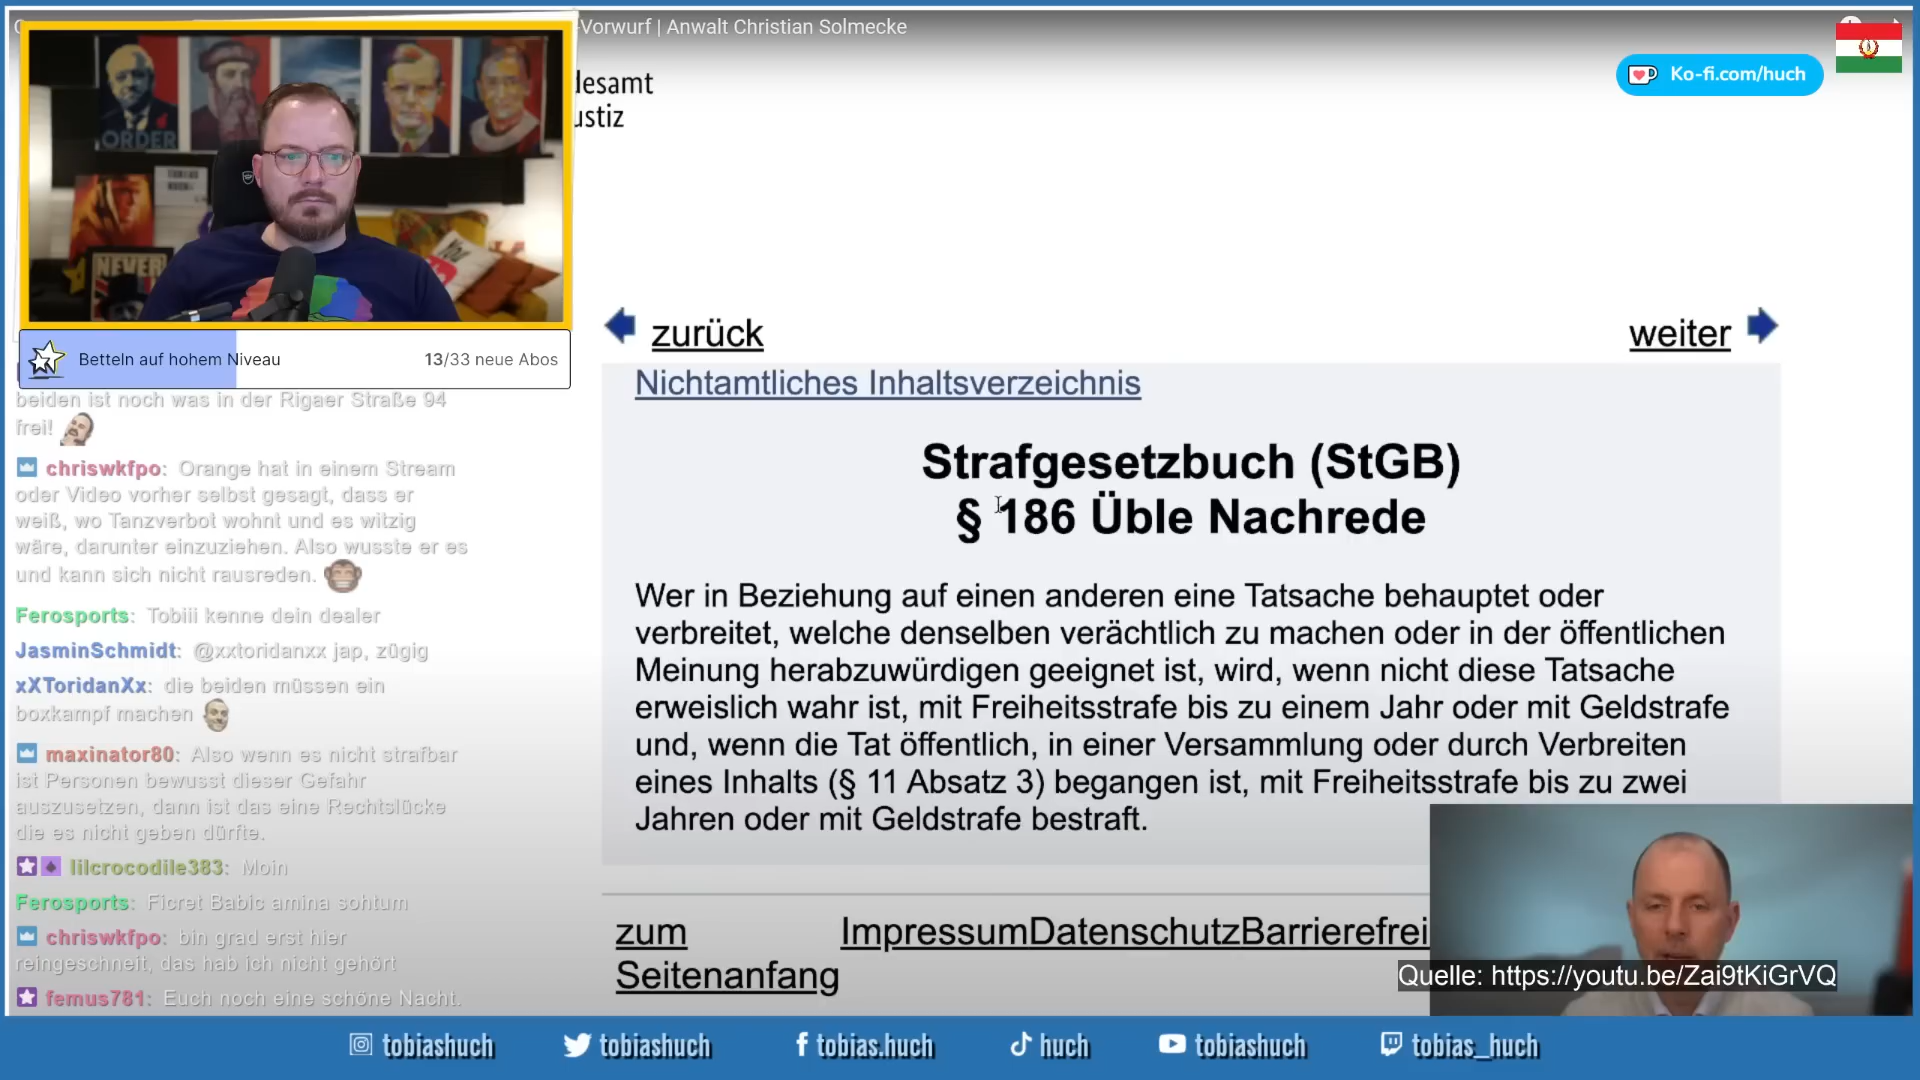 -Vorwurf | Anwalt Christian Solmecke
Ko-fi.com/huch
desamt
ustiz
ORDER
NEVER
Betteln auf hohem Niveau
13/33 neue Abos
zurück
weiter
Nichtamtliches Inhaltsverzeichnis
Strafgesetzbuch (StGB)
§ 186 Üble Nachrede
Wer in Beziehung auf einen anderen eine Tatsache behauptet oder
verbreitet, welche denselben verächtlich zu machen oder in der öffentlichen
Meinung herabzuwürdigen geeignet ist, wird, wenn nicht diese Tatsache
erweislich wahr ist, mit Freiheitsstrafe bis zu einem Jahr oder mit Geldstrafe
und, wenn die Tat öffentlich, in einer Versammlung oder durch Verbreiten
eines Inhalts (§ 11 Absatz 3) begangen ist, mit Freiheitsstrafe bis zu zwei
Jahren oder mit Geldstrafe bestraft.
zum
Seitenanfang
ImpressumDatenschutzBarrierefrei
Quelle: https://youtu.be/Zai9tKiGrVQ
beiden ist noch was in der Rigaer Straße 94
frei!
chriswkfpo: Orange hat in einem Stream
oder Video vorher selbst gesagt, dass er
weiß, wo Tanzverbot wohnt und es witzig
wäre, darunter einzuziehen. Also wusste er es
und kann sich nicht rausreden.
Ferosports: Tobiii kenne dein dealer
JasminSchmidt: @xxtoridanxx jap, zügig
xXToridanXx: die beiden müssen ein
boxkampf machen
maxinator80: Also wenn es nicht strafbar
ist Personen bewusst dieser Gefahr
auszusetzen, dann ist das eine Rechtslücke
die es nicht geben dürfte.
lilcrocodile383: Moin
Ferosports: Ficret Babic amina sohtum
chriswkfpo: bin grad erst hier
reingeschneit, das hab ich nicht gehört
femus781: Euch noch eine schöne Nacht.
tobiashuch
tobiashuch
tobias.huch
huch
tobiashuch
tobias_huch